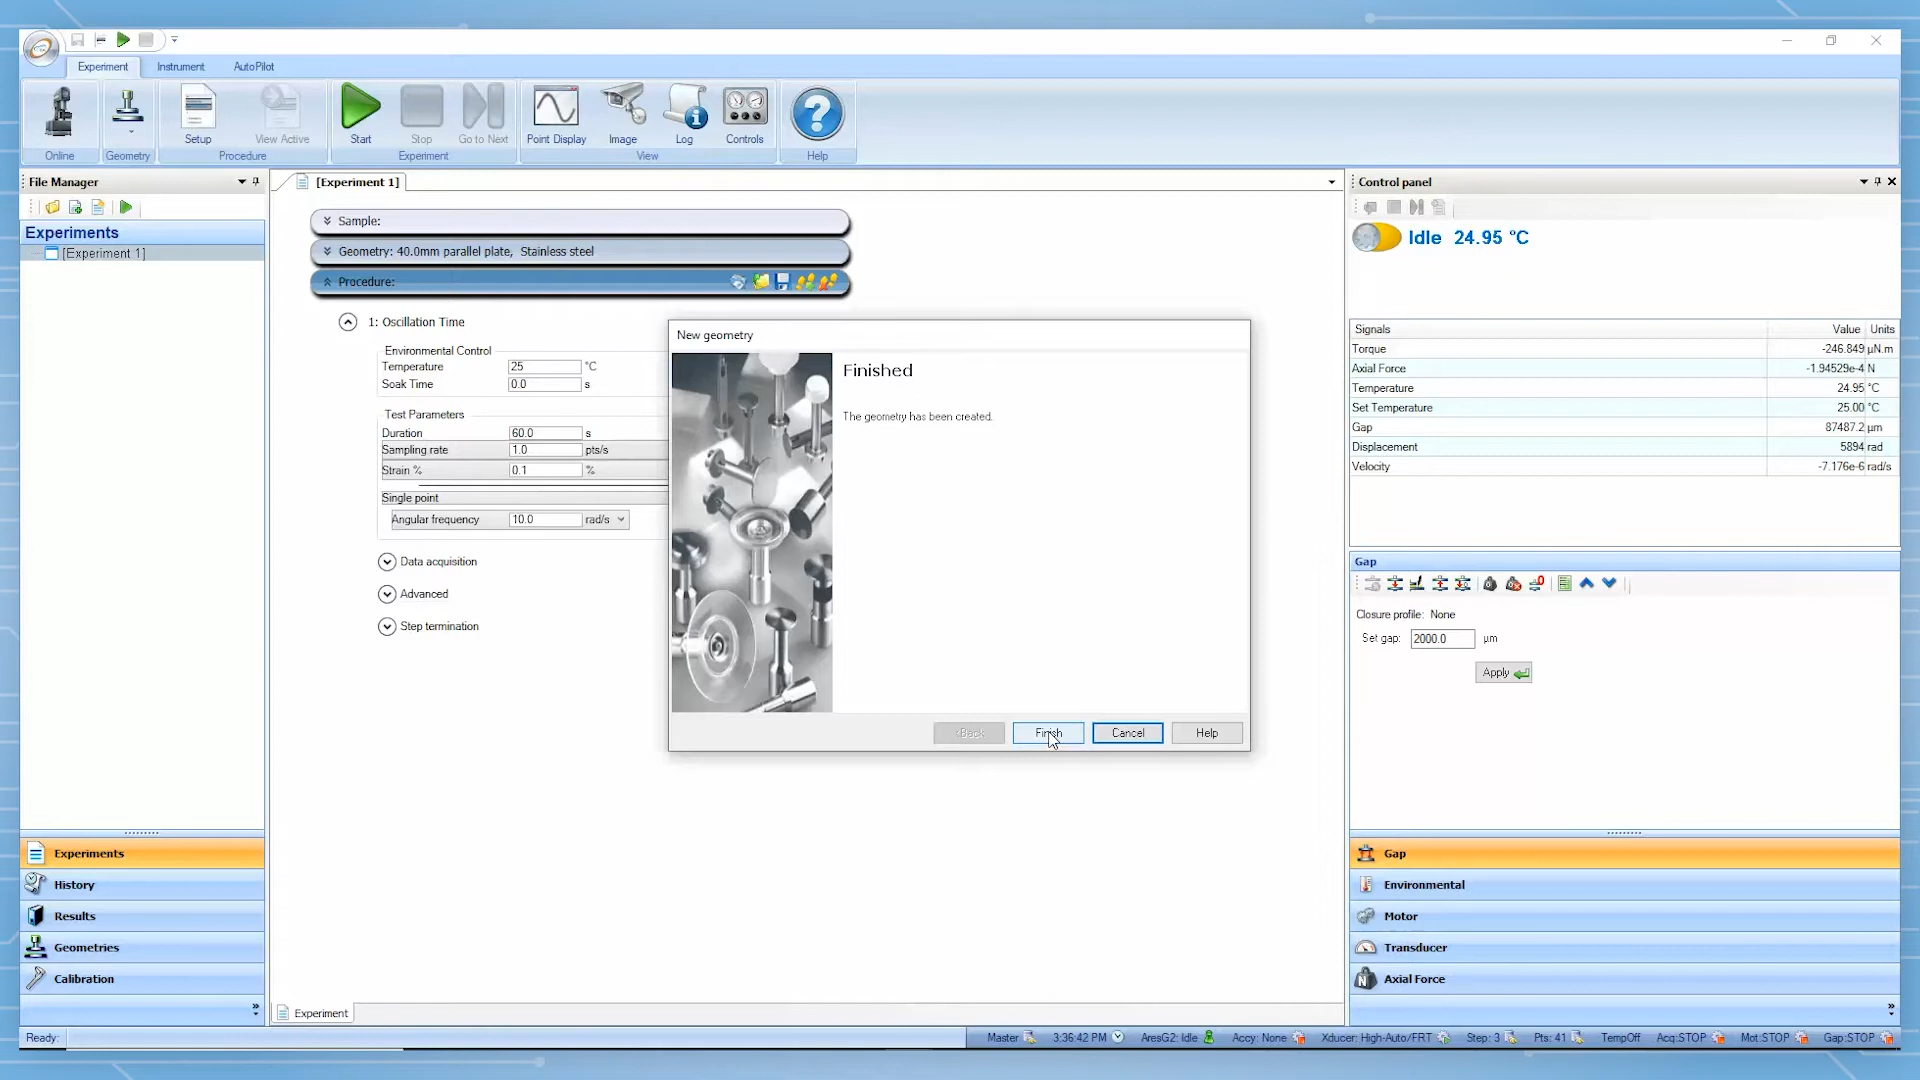 Experiment Instrument AutoPilot
Setup View Active Start Stop Go to Next Point Display Image Log Controls
Online Geometry Procedure Experiment View Help
File Manager
Experiments
[Experiment 1]
Experiments
History
Results
Geometries
Calibration
[Experiment 1]
Sample:
Geometry: 40.0mm parallel plate, Stainless steel
Procedure:
1: Oscillation Time
Environmental Control
Temperature 25 °C
Soak Time 0.0 s
Test Parameters
Duration 60.0 s
Sampling rate 1.0 pts/s
Strain % 0.1 %
Single point
Angular frequency 10.0 rad/s
Data acquisition
Advanced
Step termination
Experiment
New geometry
Finished
The geometry has been created.
<Back Finish Cancel Help
Control panel
Idle 24.95 °C
Signals Value Units
Torque -246.849 µN.m
Axial Force -1.94529e-4 N
Temperature 24.95 °C
Set Temperature 25.00 °C
Gap 87487.2 µm
Displacement 5894 rad
Velocity -7.176e-6 rad/s
Gap
Closure profile: None
Set gap: 2000.0 µm
Apply
Gap
Environmental
Motor
Transducer
Axial Force
Ready: Master 3:36:42 PM AresG2: Idle Accy: None Xducer: High-Auto/FRT Step: 3 Pts: 41 TempOff Acq:STOP Mot:STOP Gap:STOP